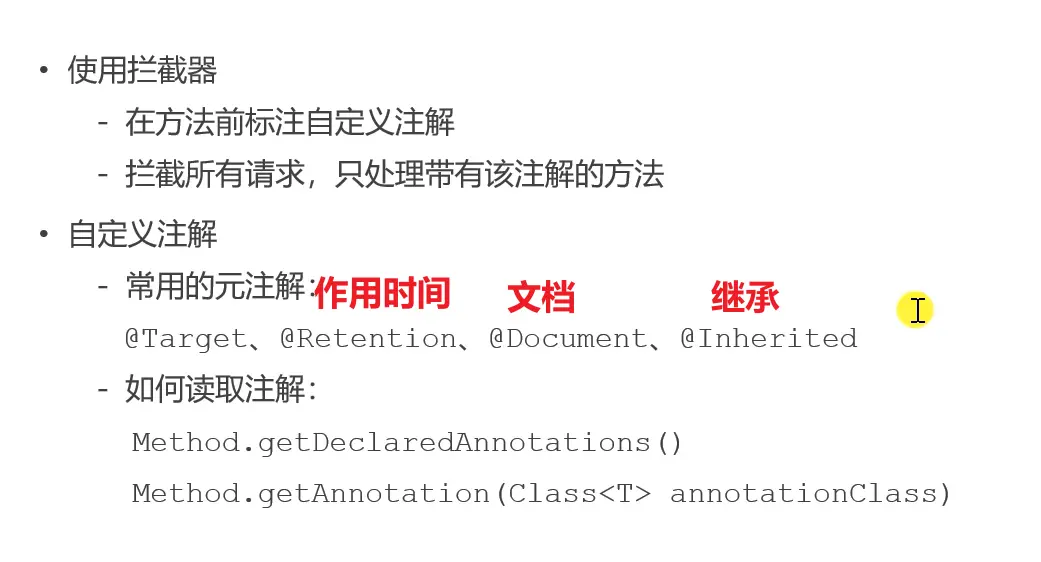 • 使用拦截器
- 在方法前标注自定义注解
- 拦截所有请求，只处理带有该注解的方法
• 自定义注解
- 常用的元注解：
作用时间 文档 继承
@Target、@Retention、@Document、@Inherited
- 如何读取注解：
Method.getDeclaredAnnotations()
Method.getAnnotation(Class<T> annotationClass)